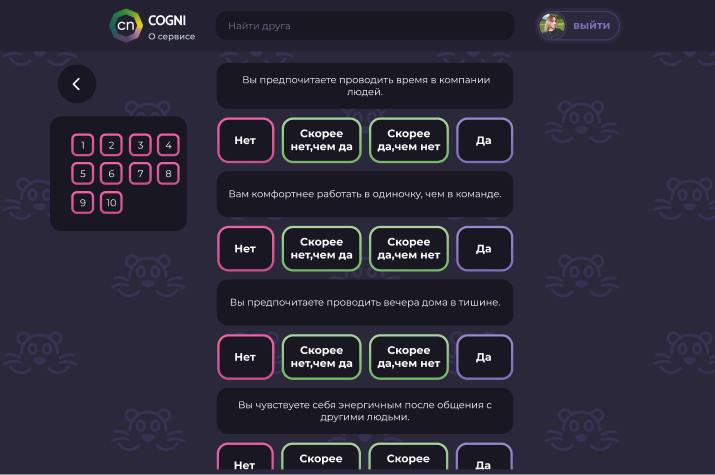 cn
COGNI
О сервисе
Найти друга
выйти
1 2 3 4
5 6 7 8
9 10
Вы предпочитаете проводить время в компании
людей.
Нет
Скорее
нет,чем да
Скорее
да,чем нет
Да
Вам комфортнее работать в одиночку, чем в команде.
Нет
Скорее
нет,чем да
Скорее
да,чем нет
Да
Вы предпочитаете проводить вечера дома в тишине.
Нет
Скорее
нет,чем да
Скорее
да,чем нет
Да
Вы чувствуете себя энергичным после общения с
другими людьми.
Нет
Скорее
Скорее
Да